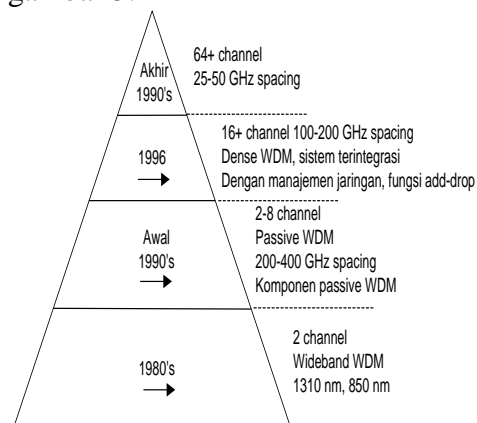 Akhir
1990's
64+ channel
25-50 GHz spacing
1996
16+ channel 100-200 GHz spacing
Dense WDM, sistem terintegrasi
Dengan manajemen jaringan, fungsi add-drop
Awal
1990's
2-8 channel
Passive WDM
200-400 GHz spacing
Komponen passive WDM
1980's
2 channel
Wideband WDM
1310 nm, 850 nm